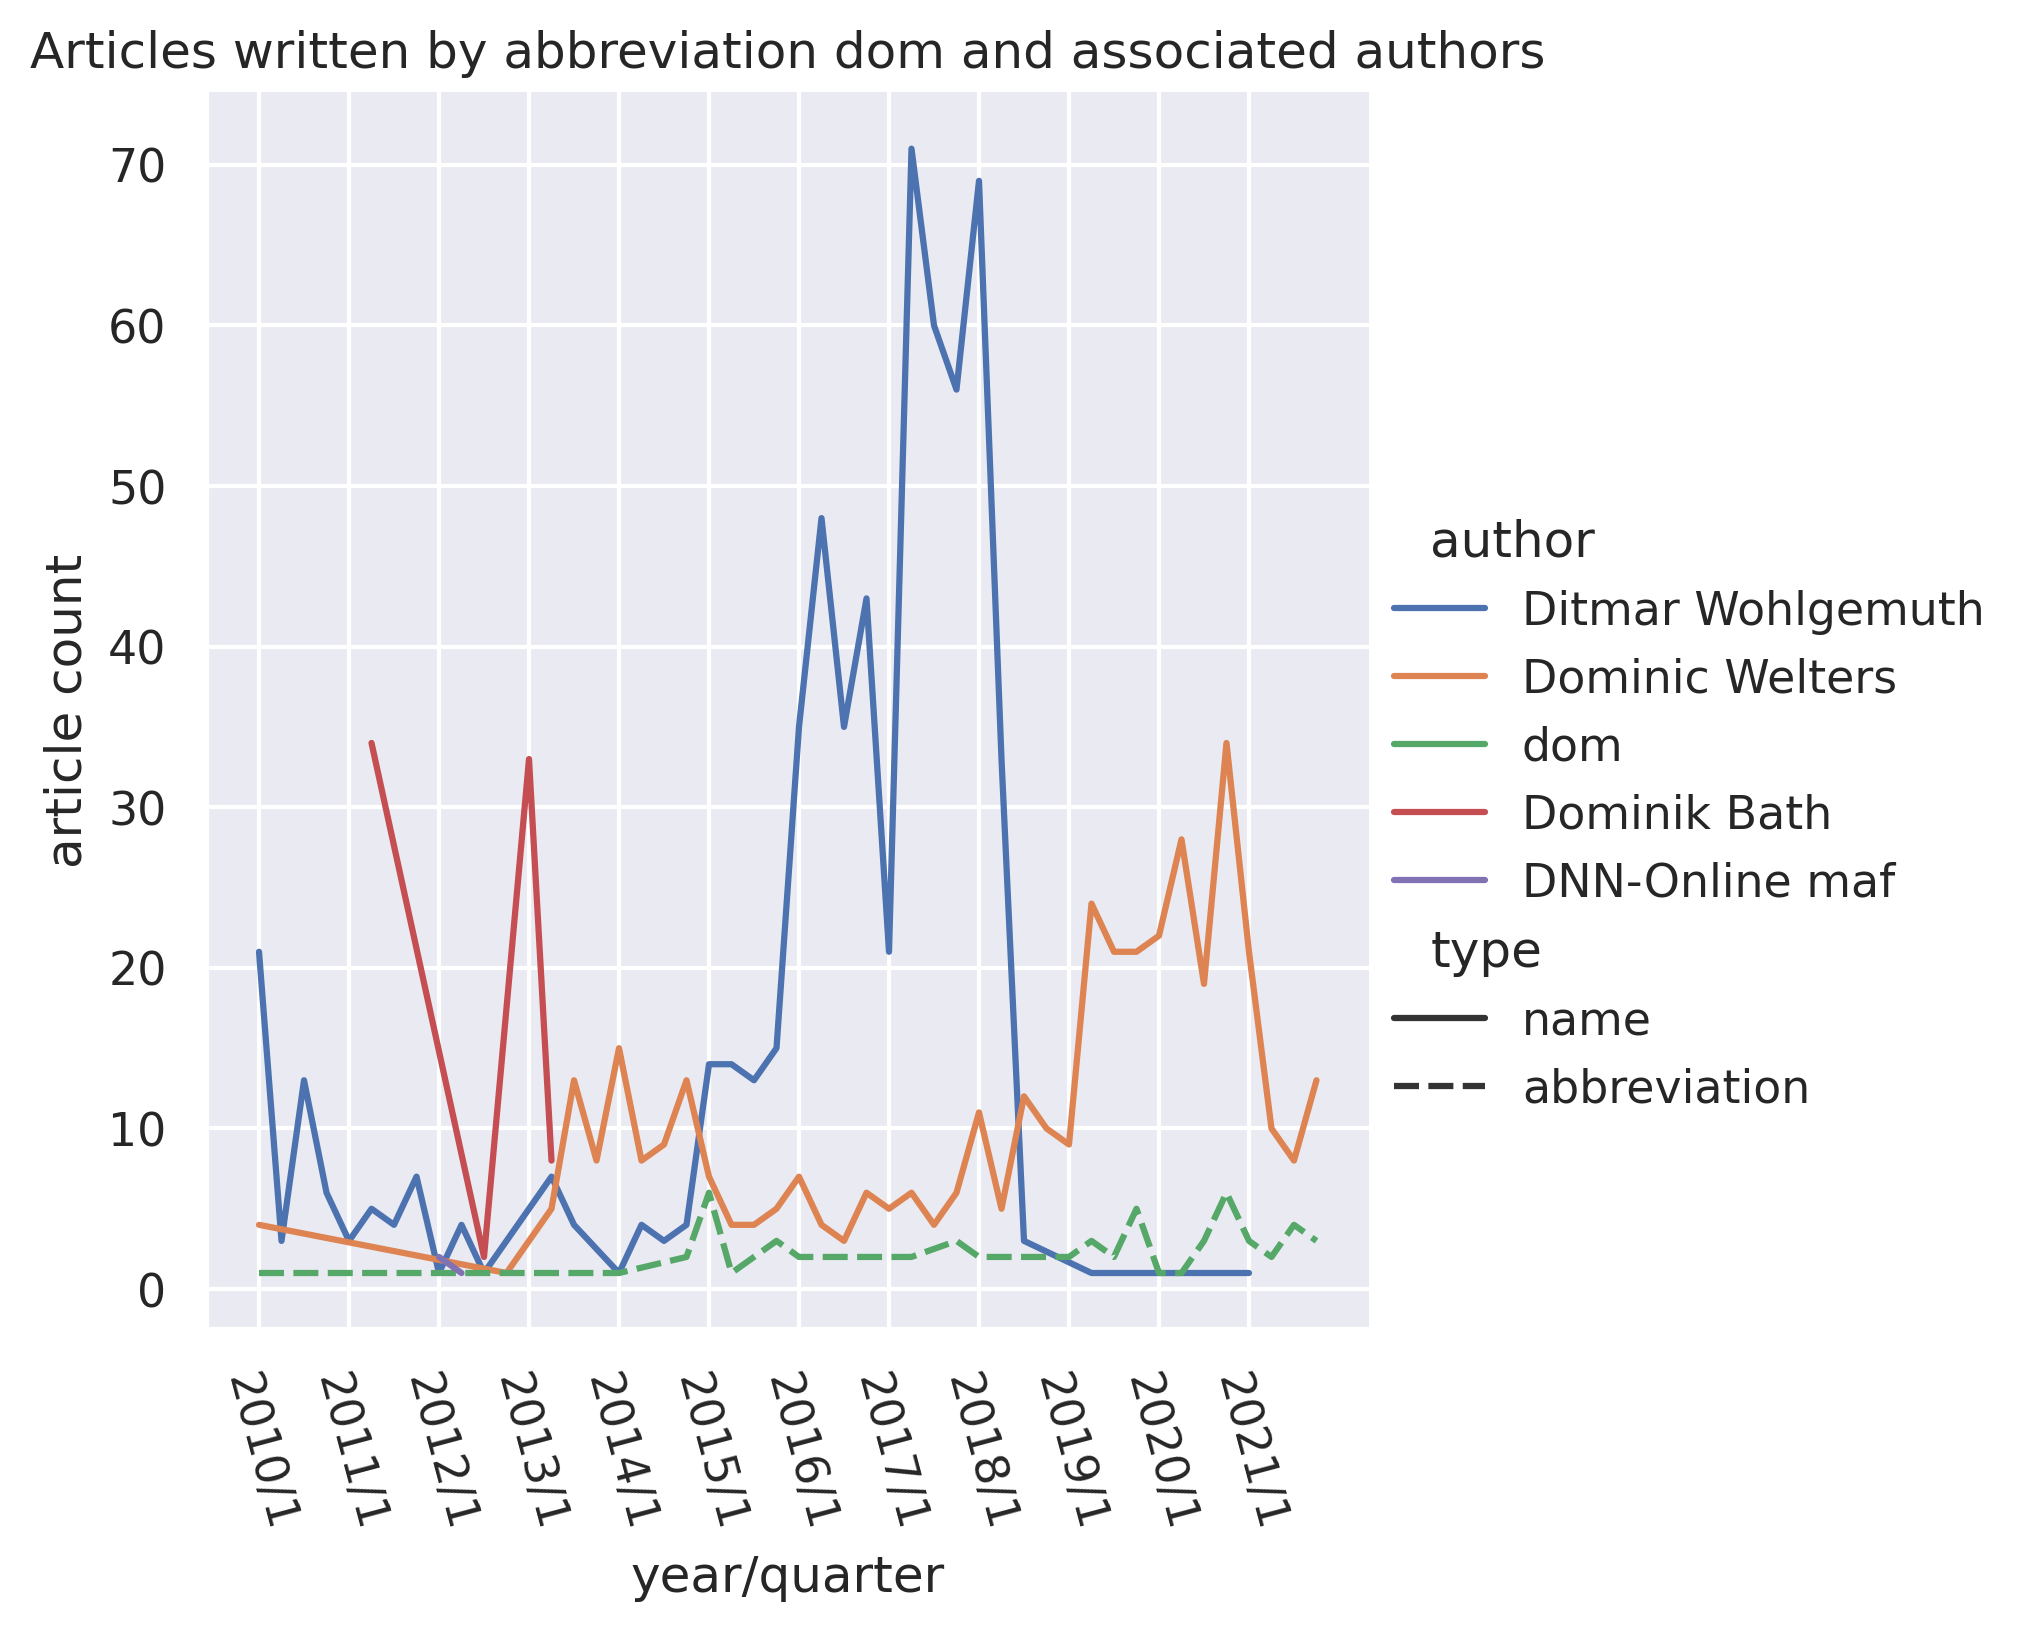 Articles written by abbreviation dom and associated authors
article count
70
60
50
40
30
20
10
0
2010/1
2011/1
2012/1
2013/1
2014/1
2015/1
2016/1
2017/1
2018/1
2019/1
2020/1
2021/1
year/quarter
author
Ditmar Wohlgemuth
Dominic Welters
dom
Dominik Bath
DNN-Online maf
type
name
abbreviation